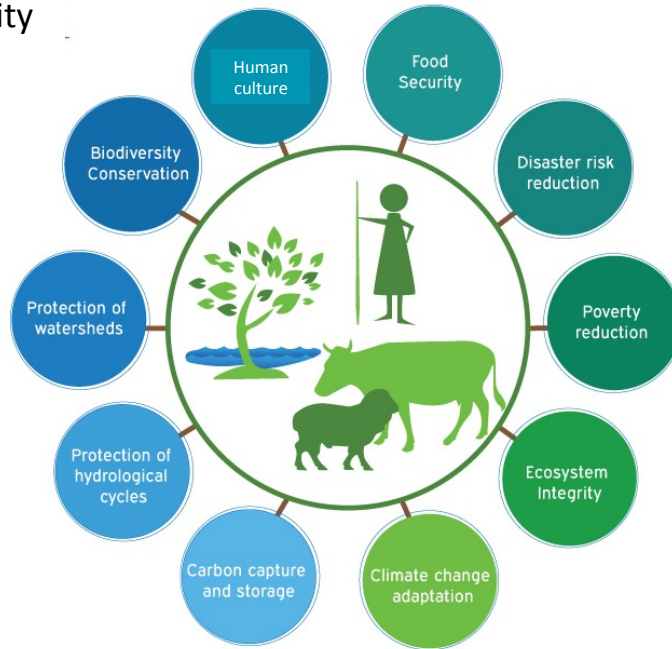 ity
Human
culture
Food
Security
Disaster risk
reduction
Poverty
reduction
Ecosystem
Integrity
Climate change
adaptation
Carbon capture
and storage
Protection of
hydrological
cycles
Protection of
watersheds
Biodiversity
Conservation